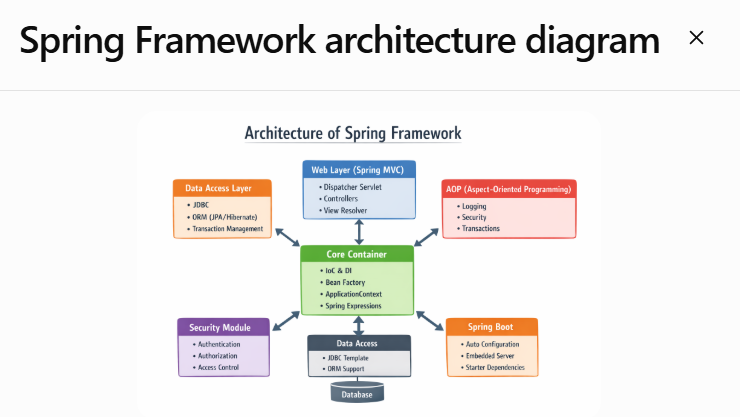 Spring Framework architecture diagram
Architecture of Spring Framework
Web Layer (Spring MVC)
• Dispatcher Servlet
• Controllers
• View Resolver
Data Access Layer
• JDBC
• ORM (JPA/Hibernate)
• Transaction Management
AOP (Aspect-Oriented Programming)
• Logging
• Security
• Transactions
Core Container
• IoC & DI
• Bean Factory
• ApplicationContext
• Spring Expressions
Security Module
• Authentication
• Authorization
• Access Control
Data Access
• JDBC Template
• ORM Support
Database
Spring Boot
• Auto Configuration
• Embedded Server
• Starter Dependencies